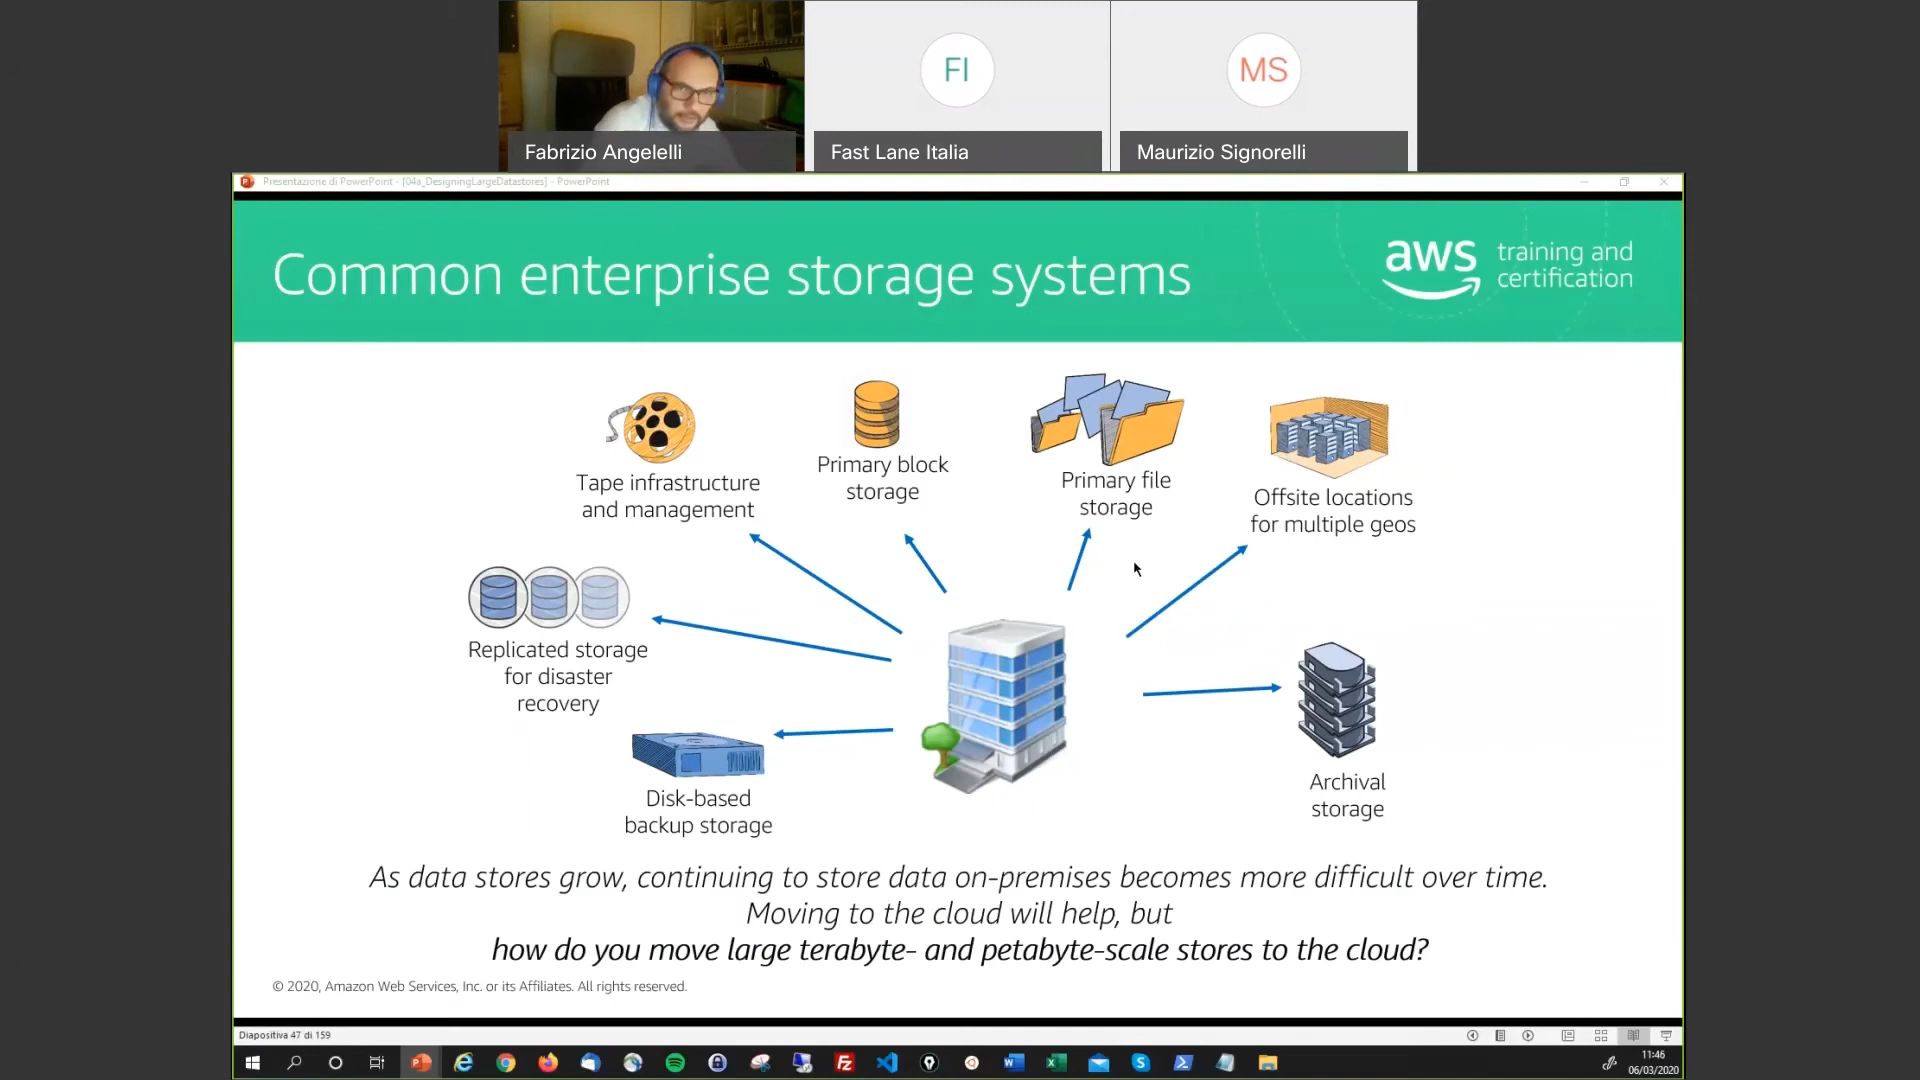 FI
MS
Fabrizio Angelelli
Fast Lane Italia
Maurizio Signorelli
Presentazione di PowerPoint - [04a_DesigningLargeDatastores] - PowerPoint
Common enterprise storage systems
aws
training and
certification
Tape infrastructure
and management
Primary block
storage
Primary file
storage
Offsite locations
for multiple geos
Replicated storage
for disaster
recovery
Disk-based
backup storage
Archival
storage
As data stores grow, continuing to store data on-premises becomes more difficult over time.
Moving to the cloud will help, but
how do you move large terabyte- and petabyte-scale stores to the cloud?
© 2020, Amazon Web Services, Inc. or its Affiliates. All rights reserved.
Diapositiva 47 di 159
11:46
06/03/2020